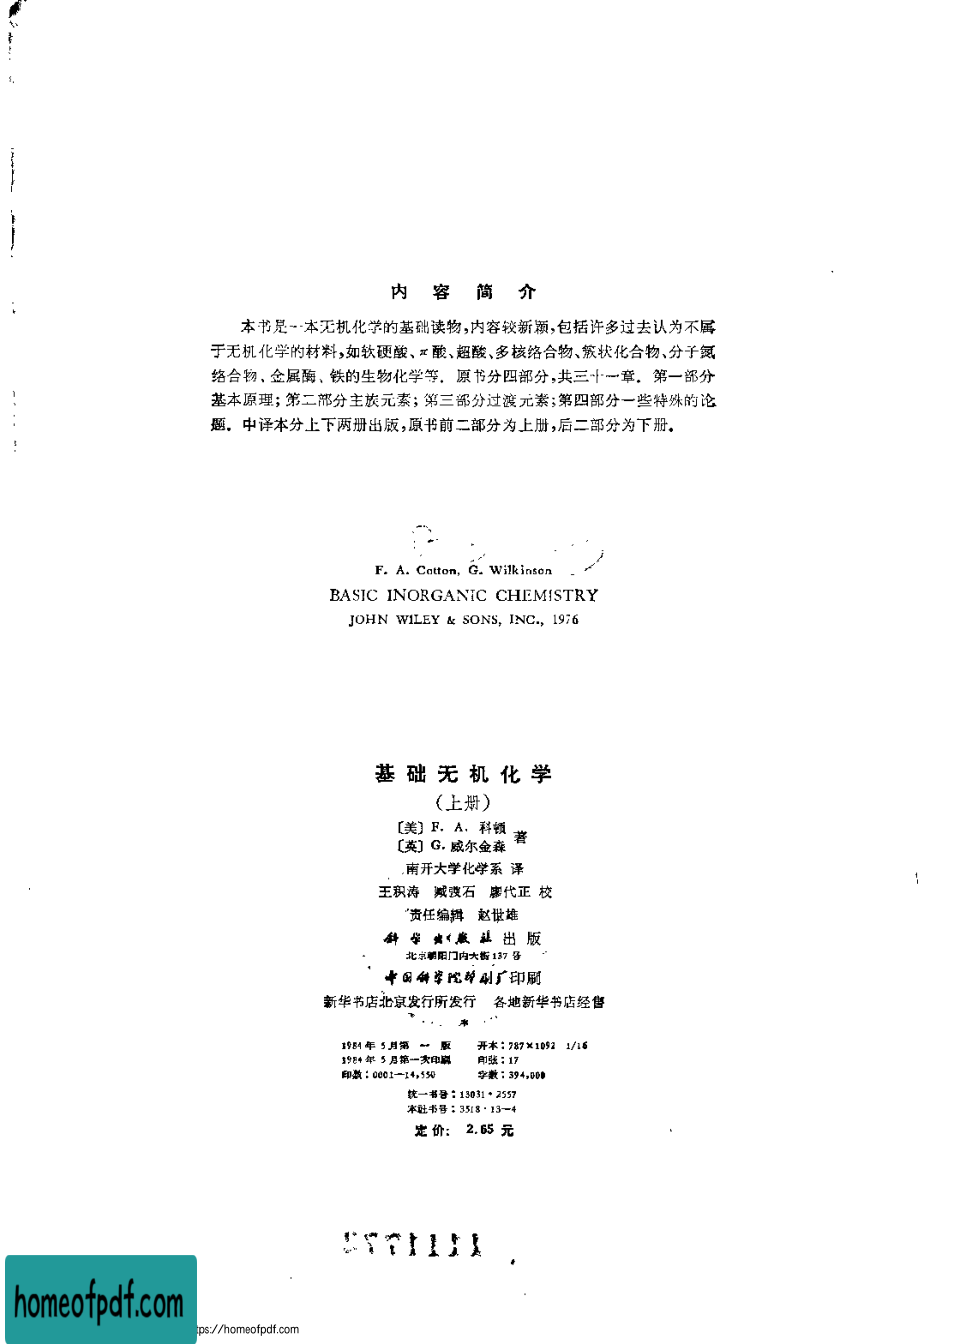 内 容 简 介
本书是一本无机化学的基础读物,内容较新颖,包括许多过去认为不属
于无机化学的材料,如软硬酸、π酸、超酸、多核络合物、簇状化合物、分子氮
络合物、金属酶、铁的生物化学等. 原书分四部分,共三十一章. 第一部分
基本原理; 第二部分主族元素; 第三部分过渡元素;第四部分一些特殊的论
题. 中译本分上下两册出版,原书前二部分为上册,后二部分为下册.
F. A. Cotton, G. Wilkinson
BASIC INORGANIC CHEMISTRY
JOHN WILEY & SONS, INC., 1976
基 础 无 机 化 学
(上册)
〔美〕 F. A. 科顿
〔英〕 G. 威尔金森 著
南开大学化学系 译
王积涛 臧 石 廖代正 校
责任编辑 赵世雄
科 学 出 版 社 出 版
北京朝阳门内大街 137 号
中国科学院印刷厂印刷
新华书店北京发行所发行 各地新华书店经售
*
1984 年 5 月第 一 版 开本:787×1092 1/16
1984 年 5 月第一次印刷 印张:17
印数:0001—14,550 字数:394,000
统一书号:13031·2557
本社书号:3518·13—4
定价: 2.65 元
homeofpdf.com
tps://homeofpdf.com